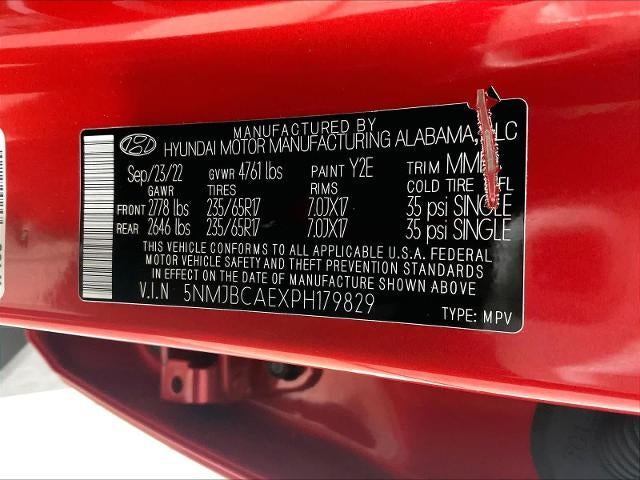 MANUFACTURED BY
HYUNDAI MOTOR MANUFACTURING ALABAMA, LLC
Sep/23/22 GVWR 4761 lbs PAINT Y2E TRIM
GAWR TIRES RIMS COLD TIRE
FRONT 2778 lbs 235/65R17 7.0JX17 35 psi SINGLE
REAR 2646 lbs 235/65R17 7.0JX17 35 psi SINGLE
THIS VEHICLE CONFORMS TO ALL APPLICABLE U.S.A. FEDERAL
MOTOR VEHICLE SAFETY AND THEFT PREVENTION STANDARDS
IN EFFECT ON THE DATE OF MANUFACTURE SHOWN ABOVE.
V.I.N 5NMJBCAEXPH179829
TYPE: MPV